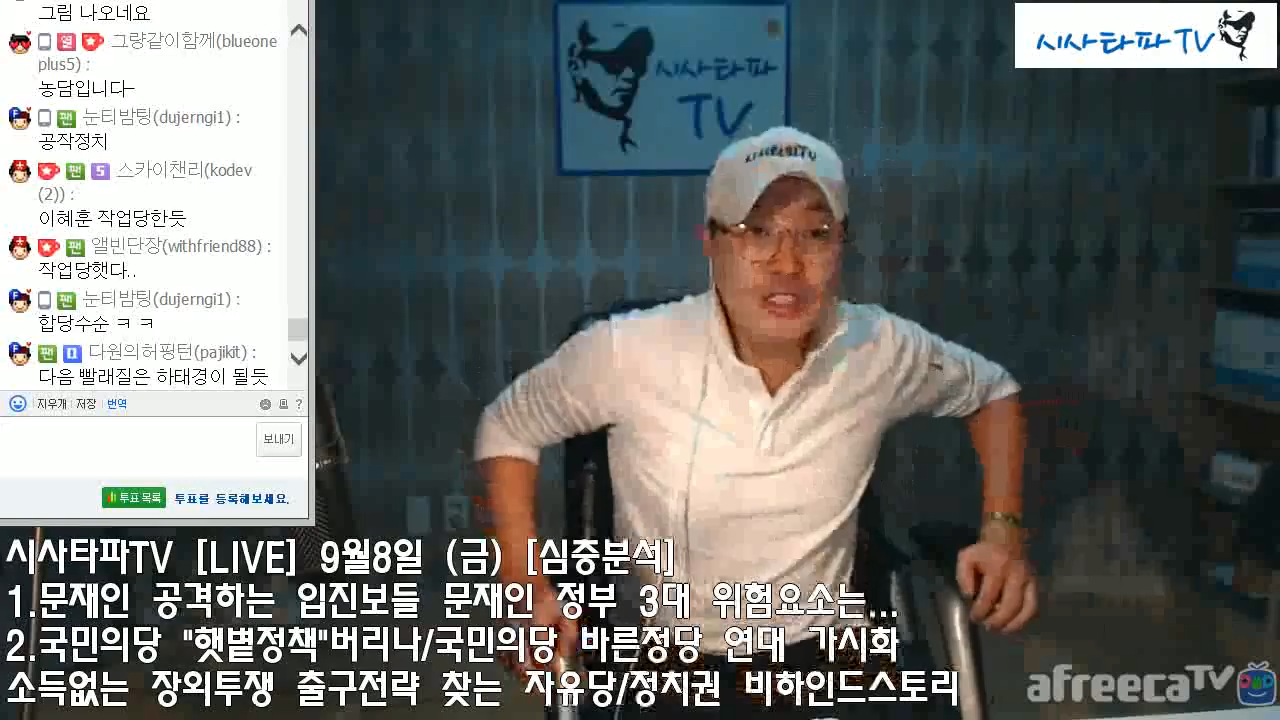 그림 나오네요
열 그냥같이함께(blueone
plus5) :
농담입니다~
팬 눈티밤팅(dujerngi1) :
공작정치
팬 S 스카이챈리(kodev
(2)) :
이혜훈 작업당한듯
팬 앨빈단장(withfriend88) :
작업당햇다..
팬 눈티밤팅(dujerngi1) :
합당수순 ㅋ ㅋ
팬 다원의허핑턴(pajikit) :
다음 빨래질은 하태경이 될듯
지우개 저장 번역 ?
보내기
투표 목록 투표를 등록해보세요.
시사타파
TV
시사타파TV
시사타파TV
시사타파TV [LIVE] 9월8일 (금) [심층분석]
1.문재인 공격하는 입진보들 문재인 정부 3대 위험요소는...
2.국민의당 "햇볕정책"버리나/국민의당 바른정당 연대 가시화
소득없는 장외투쟁 출구전략 찾는 자유당/정치권 비하인드스토리
afreecaTV